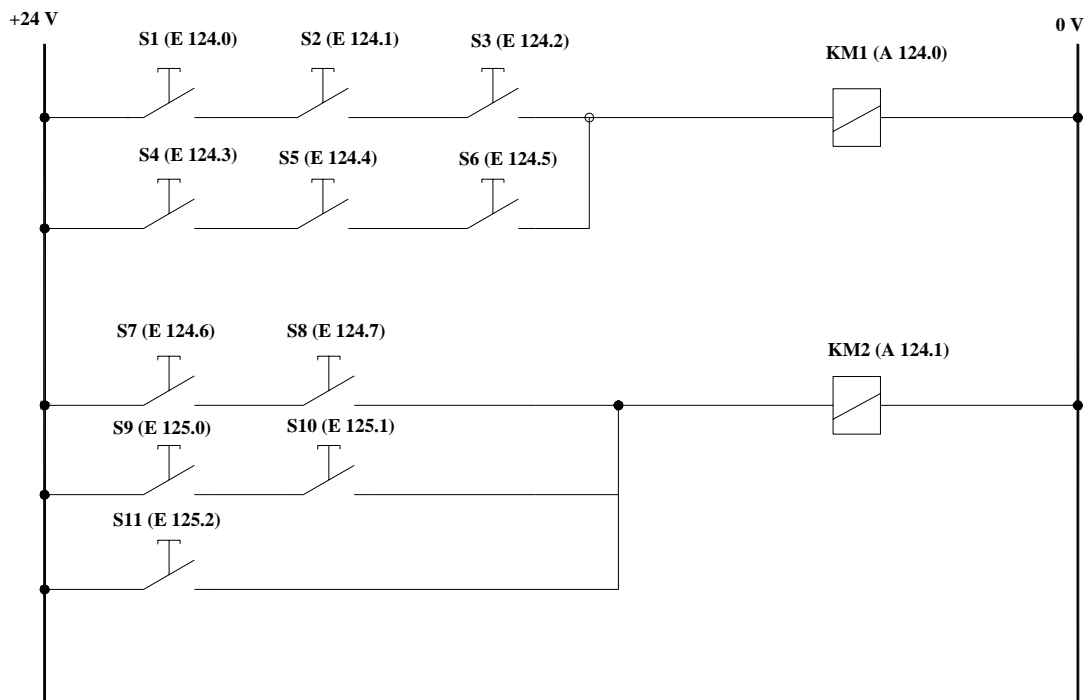 +24 V
0 V
S1 (E 124.0)
S2 (E 124.1)
S3 (E 124.2)
KM1 (A 124.0)
S4 (E 124.3)
S5 (E 124.4)
S6 (E 124.5)
S7 (E 124.6)
S8 (E 124.7)
KM2 (A 124.1)
S9 (E 125.0)
S10 (E 125.1)
S11 (E 125.2)